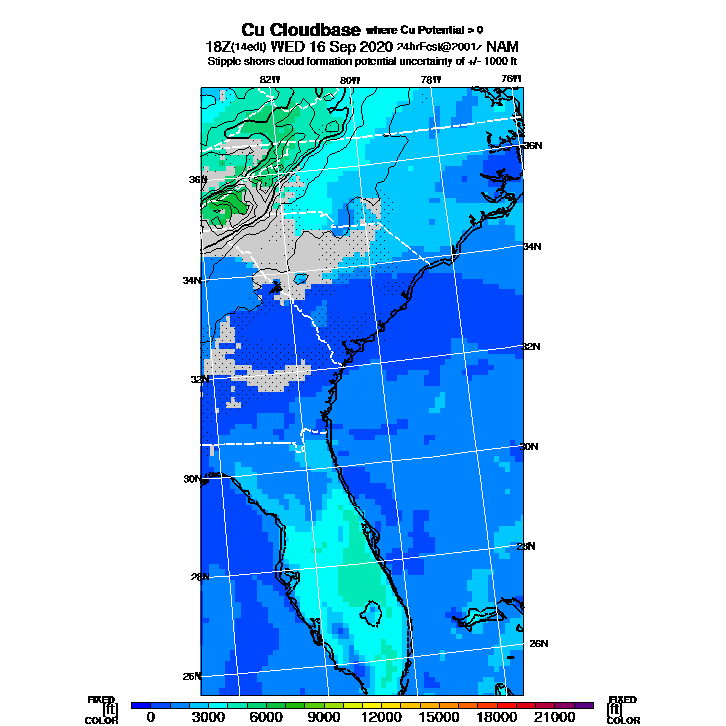 Cu Cloudbase where Cu Potential > 0
18Z(14edt) WED 16 Sep 2020 24hrFcst@2001z NAM
Stipple shows cloud formation potential uncertainty of +/- 1000 ft
82W 80W 78W 76W
36N 36N
34N 34N
32N 32N
30N 30N
28N 28N
26N 26N
FIXED FIXED
[ft] [ft]
COLOR COLOR
0 3000 6000 9000 12000 15000 18000 21000